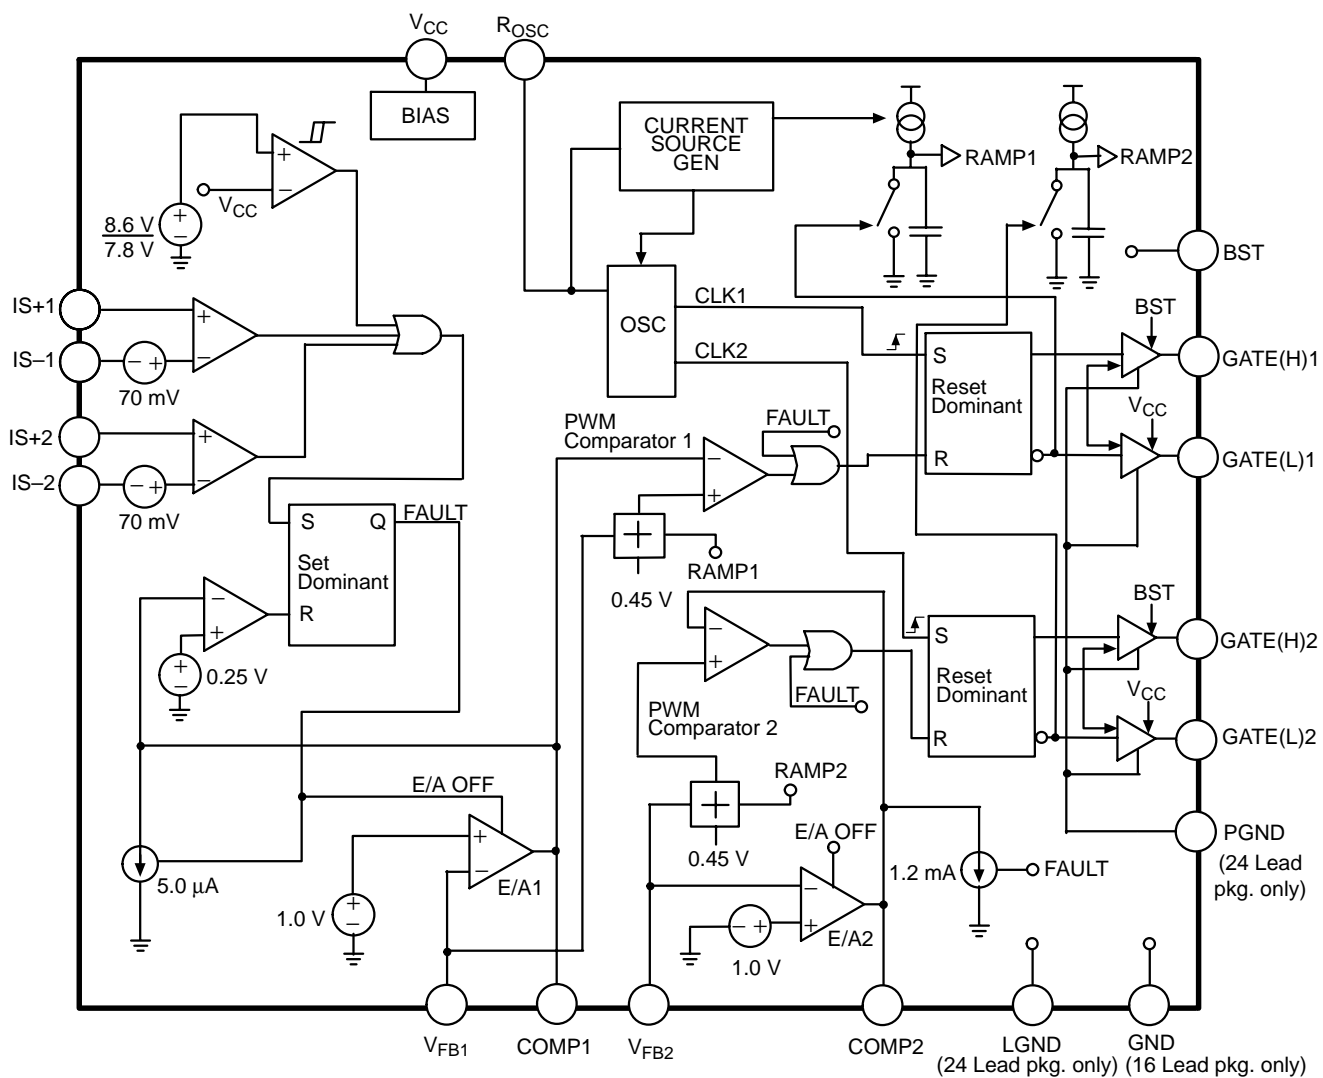 VCC
ROSC
BIAS
CURRENT
SOURCE
GEN
RAMP1
RAMP2
+
−
VCC
8.6 V
7.8 V
+
−
BST
IS+1
IS−1
+
−
− +
70 mV
OSC
CLK1
CLK2
S
Reset
Dominant
R
BST
GATE(H)1
VCC
GATE(L)1
IS+2
IS−2
+
−
− +
70 mV
PWM
Comparator 1
−
+
FAULT
+
RAMP1
0.45 V
S Q
Set
Dominant
R
FAULT
−
+
+
−
0.25 V
−
+
FAULT
PWM
Comparator 2
S
Reset
Dominant
R
BST
GATE(H)2
VCC
GATE(L)2
RAMP2
+
0.45 V
E/A OFF
+
−
E/A1
+
−
1.0 V
5.0 μA
E/A OFF
−
+
E/A2
− +
1.0 V
1.2 mA
FAULT
PGND
(24 Lead
pkg. only)
VFB1
COMP1
VFB2
COMP2
LGND
(24 Lead pkg. only)
GND
(16 Lead pkg. only)